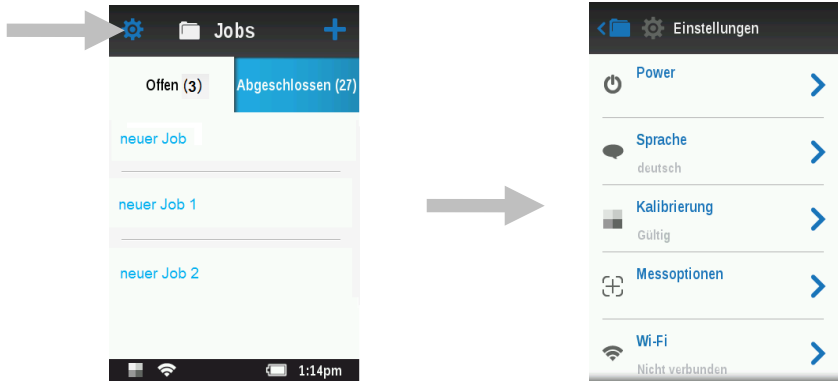 Jobs
Offen (3)
Abgeschlossen (27)
neuer Job
neuer Job 1
neuer Job 2
1:14pm
Einstellungen
Power
Sprache
deutsch
Kalibrierung
Gültig
Messoptionen
Wi-Fi
Nicht verbunden